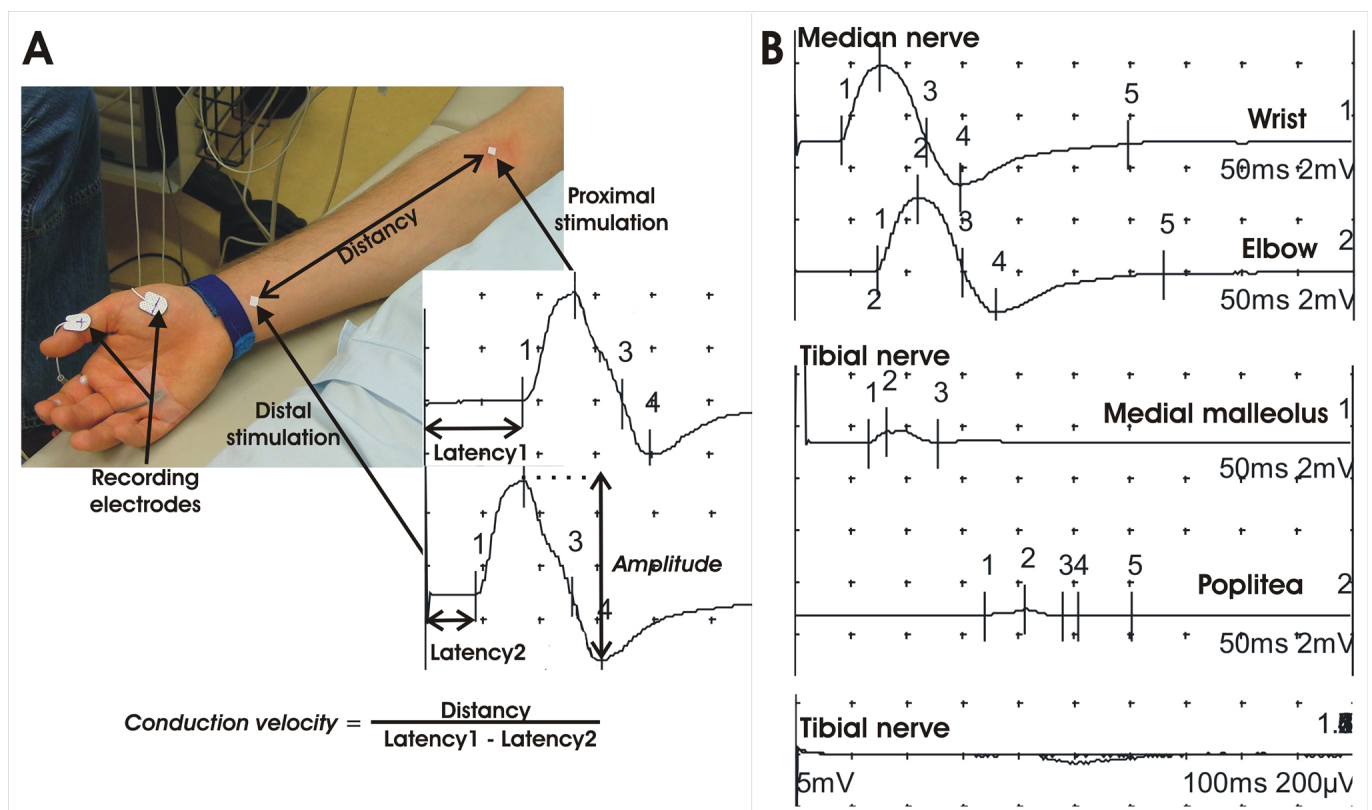 A
Distancy
Proximal
stimulation
Distal
stimulation
Recording
electrodes
1
3
4
Latency1
1
3
4
Amplitude
Latency2
Conduction velocity = Distancy
Latency1 - Latency2
B
Median nerve
1
3
4
5
Wrist
1
50ms 2mV
2
1
3
4
5
Elbow
2
2
50ms 2mV
Tibial nerve
1
2
3
Medial malleolus
1
50ms 2mV
1
2
3
4
5
Poplitea
2
50ms 2mV
Tibial nerve
5mV
100ms 200µV